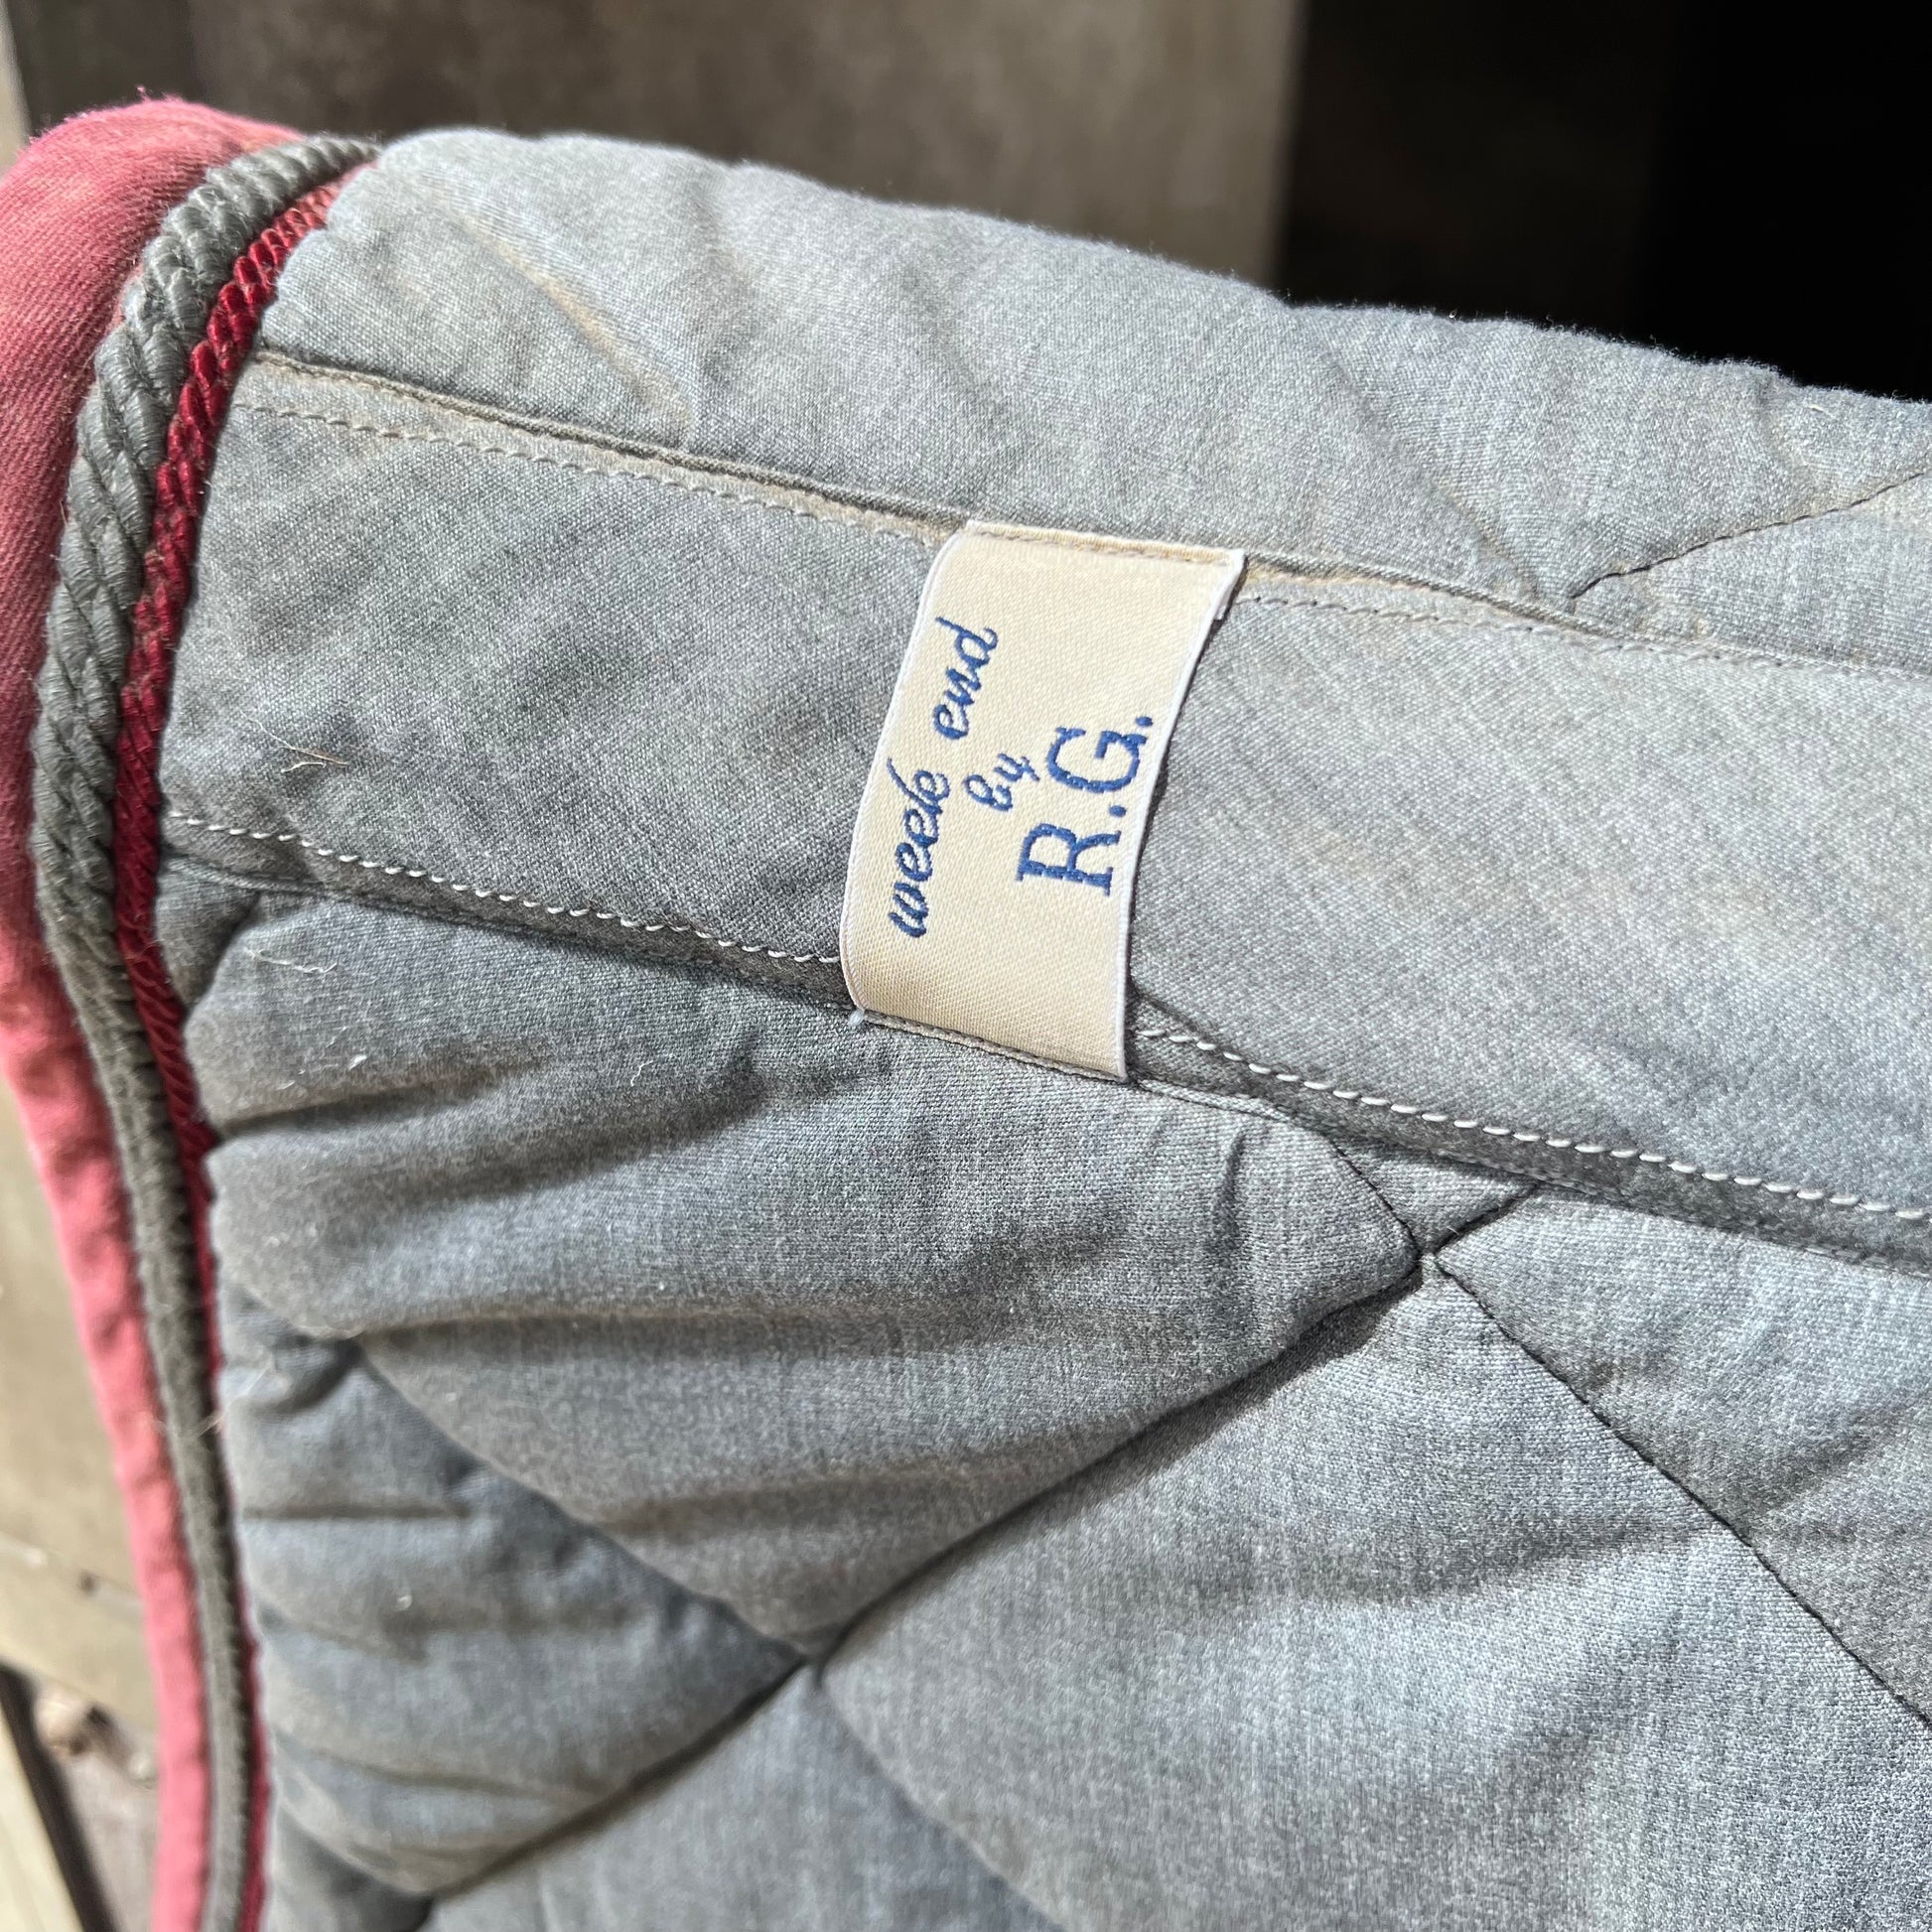 week end
by
R.G.